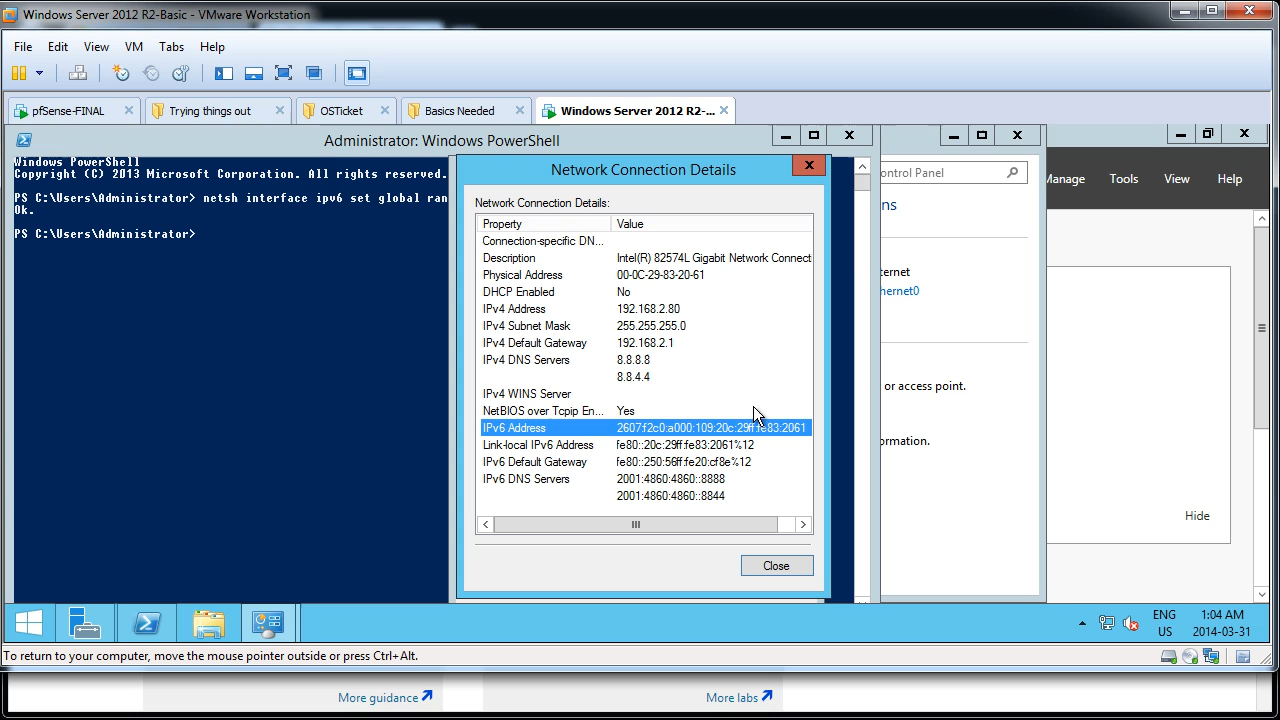 Windows Server 2012 R2-Basic - VMware Workstation
File Edit View VM Tabs Help
pfSense-FINAL Trying things out OSTicket Basics Needed Windows Server 2012 R2-...
Administrator: Windows PowerShell
Windows PowerShell
Copyright (C) 2013 Microsoft Corporation. All rights reserved.
PS C:\Users\Administrator> netsh interface ipv6 set global ran
Ok.
PS C:\Users\Administrator>
Network Connection Details
Network Connection Details:
Property Value
Connection-specific DN...
Description Intel(R) 82574L Gigabit Network Connect
Physical Address 00-0C-29-83-20-61
DHCP Enabled No
IPv4 Address 192.168.2.80
IPv4 Subnet Mask 255.255.255.0
IPv4 Default Gateway 192.168.2.1
IPv4 DNS Servers 8.8.8.8
8.8.4.4
IPv4 WINS Server
NetBIOS over Tcpip En... Yes
IPv6 Address 2607:f2c0:a000:109:20c:29ff:fe83:2061
Link-local IPv6 Address fe80::20c:29ff:fe83:2061%12
IPv6 Default Gateway fe80::250:56ff:fe20:cf8e%12
IPv6 DNS Servers 2001:4860:4860::8888
2001:4860:4860::8844
Close
ontrol Panel
ns
ternet
hernet0
or access point.
ormation.
Manage Tools View Help
Hide
ENG 1:04 AM
US 2014-03-31
To return to your computer, move the mouse pointer outside or press Ctrl+Alt.
More guidance More labs